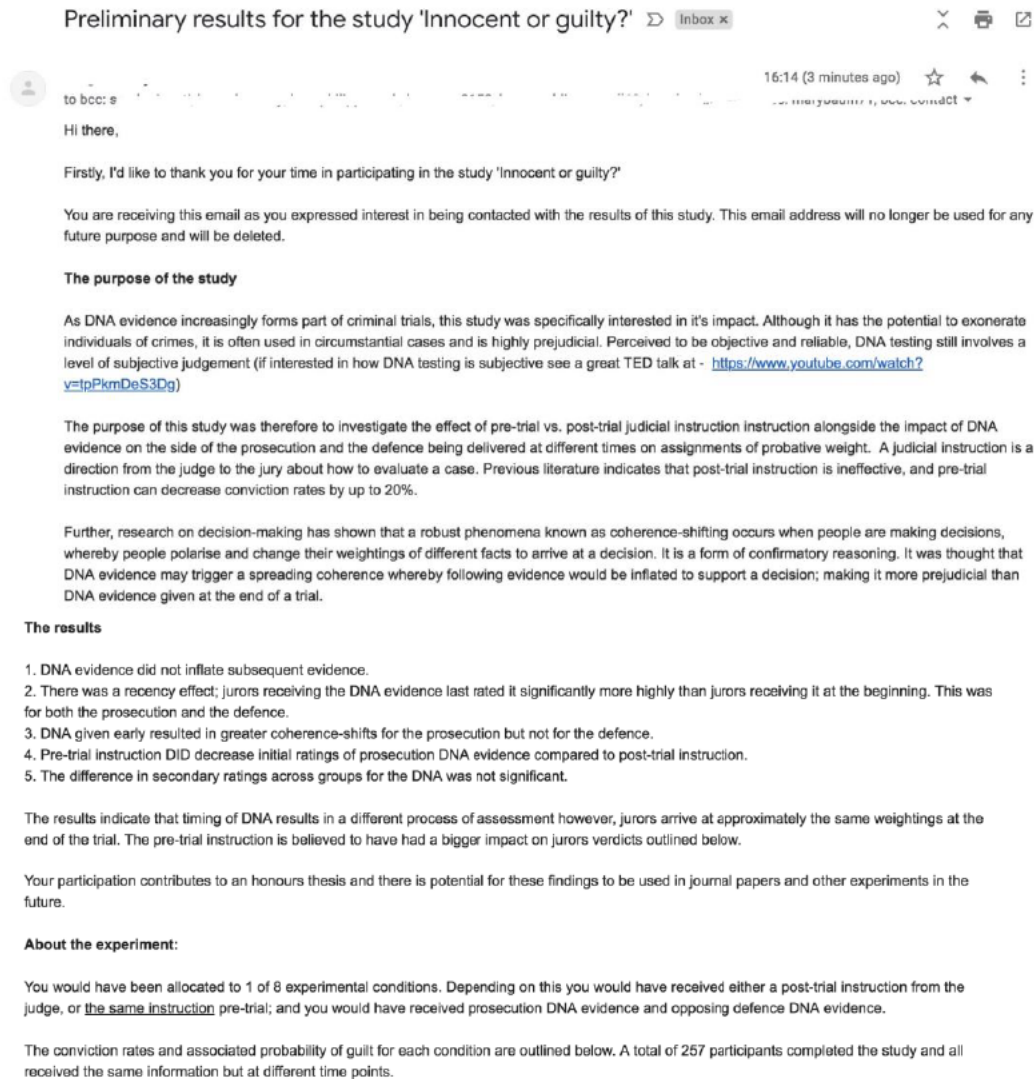 Preliminary results for the study 'Innocent or guilty?' Inbox ×
16:14 (3 minutes ago)
to bcc: s
Hi there,
Firstly, I'd like to thank you for your time in participating in the study 'Innocent or guilty?'
You are receiving this email as you expressed interest in being contacted with the results of this study. This email address will no longer be used for any
future purpose and will be deleted.
The purpose of the study
As DNA evidence increasingly forms part of criminal trials, this study was specifically interested in it's impact. Although it has the potential to exonerate
individuals of crimes, it is often used in circumstantial cases and is highly prejudicial. Perceived to be objective and reliable, DNA testing still involves a
level of subjective judgement (if interested in how DNA testing is subjective see a great TED talk at - https://www.youtube.com/watch?
v=tpPkmDeS3Dg)
The purpose of this study was therefore to investigate the effect of pre-trial vs. post-trial judicial instruction instruction alongside the impact of DNA
evidence on the side of the prosecution and the defence being delivered at different times on assignments of probative weight. A judicial instruction is a
direction from the judge to the jury about how to evaluate a case. Previous literature indicates that post-trial instruction is ineffective, and pre-trial
instruction can decrease conviction rates by up to 20%.
Further, research on decision-making has shown that a robust phenomena known as coherence-shifting occurs when people are making decisions,
whereby people polarise and change their weightings of different facts to arrive at a decision. It is a form of confirmatory reasoning. It was thought that
DNA evidence may trigger a spreading coherence whereby following evidence would be inflated to support a decision; making it more prejudicial than
DNA evidence given at the end of a trial.
The results
1. DNA evidence did not inflate subsequent evidence.
2. There was a recency effect; jurors receiving the DNA evidence last rated it significantly more highly than jurors receiving it at the beginning. This was
for both the prosecution and the defence.
3. DNA given early resulted in greater coherence-shifts for the prosecution but not for the defence.
4. Pre-trial instruction DID decrease initial ratings of prosecution DNA evidence compared to post-trial instruction.
5. The difference in secondary ratings across groups for the DNA was not significant.
The results indicate that timing of DNA results in a different process of assessment however, jurors arrive at approximately the same weightings at the
end of the trial. The pre-trial instruction is believed to have had a bigger impact on jurors verdicts outlined below.
Your participation contributes to an honours thesis and there is potential for these findings to be used in journal papers and other experiments in the
future.
About the experiment:
You would have been allocated to 1 of 8 experimental conditions. Depending on this you would have received either a post-trial instruction from the
judge, or the same instruction pre-trial; and you would have received prosecution DNA evidence and opposing defence DNA evidence.
The conviction rates and associated probability of guilt for each condition are outlined below. A total of 257 participants completed the study and all
received the same information but at different time points.